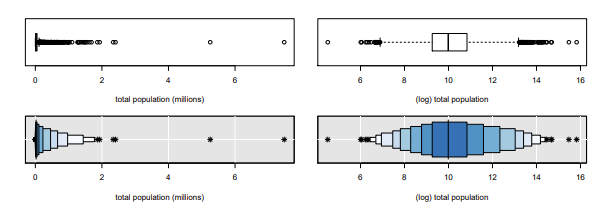 0 2 4 6
total population (millions)
6 8 10 12 14 16
(log) total population
0 2 4 6
total population (millions)
6 8 10 12 14 16
(log) total population